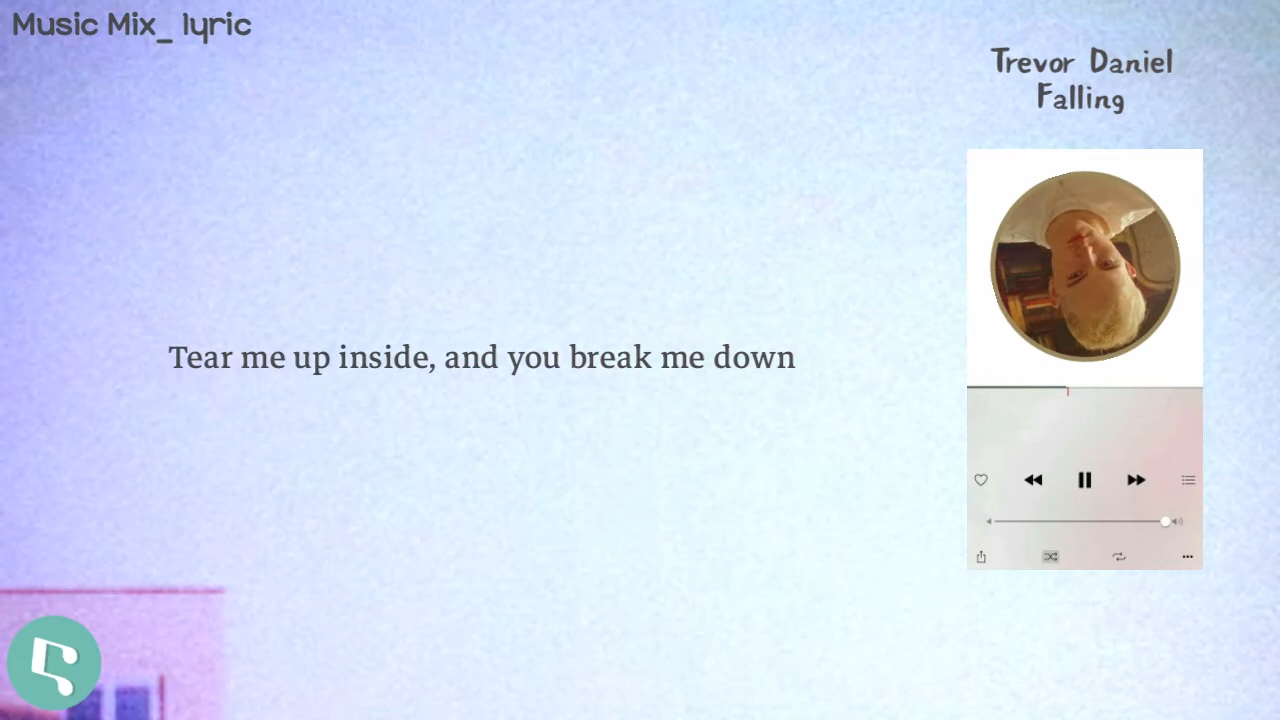 Music Mix_ lyric
Trevor Daniel
Falling
Tear me up inside, and you break me down